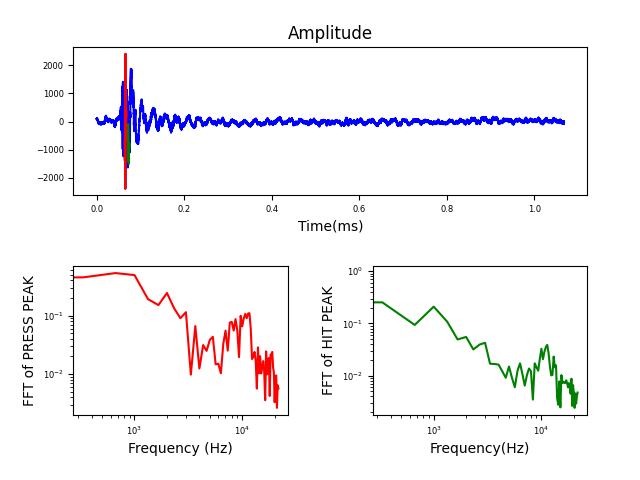 Amplitude
2000
1000
0
−1000
−2000
0.0 0.2 0.4 0.6 0.8 1.0
Time(ms)
FFT of PRESS PEAK
10⁻¹
10⁻²
10³ 10⁴
Frequency (Hz)
FFT of HIT PEAK
10⁰
10⁻¹
10⁻²
10³ 10⁴
Frequency(Hz)